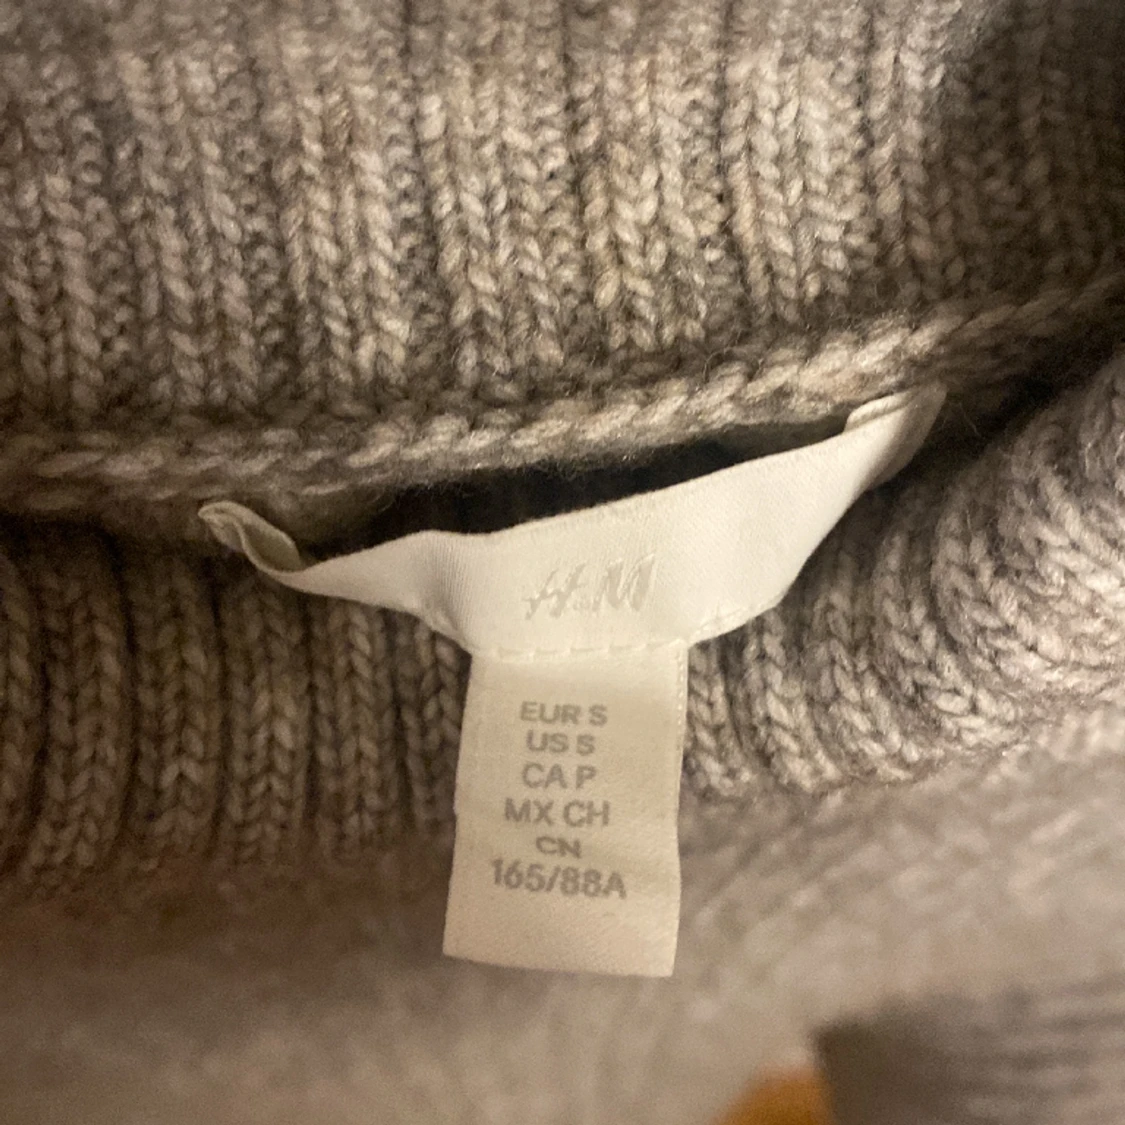 H&M
EUR S
US S
CA P
MX CH
CN
165/88A